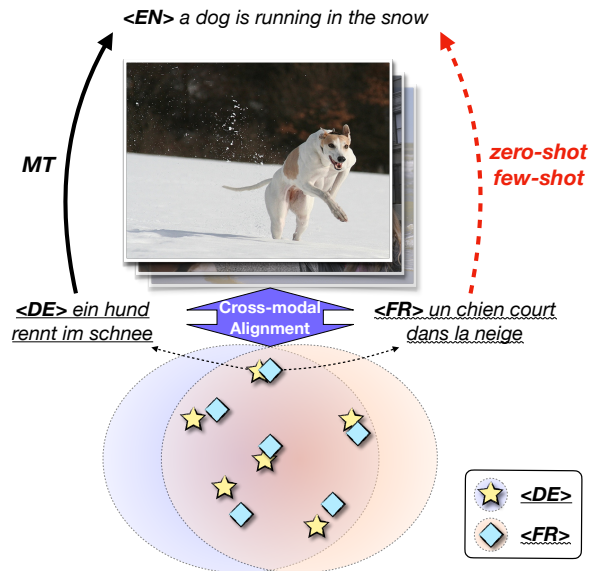 <EN> a dog is running in the snow
MT
zero-shot
few-shot
<DE> ein hund
rennt im schnee
Cross-modal
Alignment
<FR> un chien court
dans la neige
<DE>
<FR>